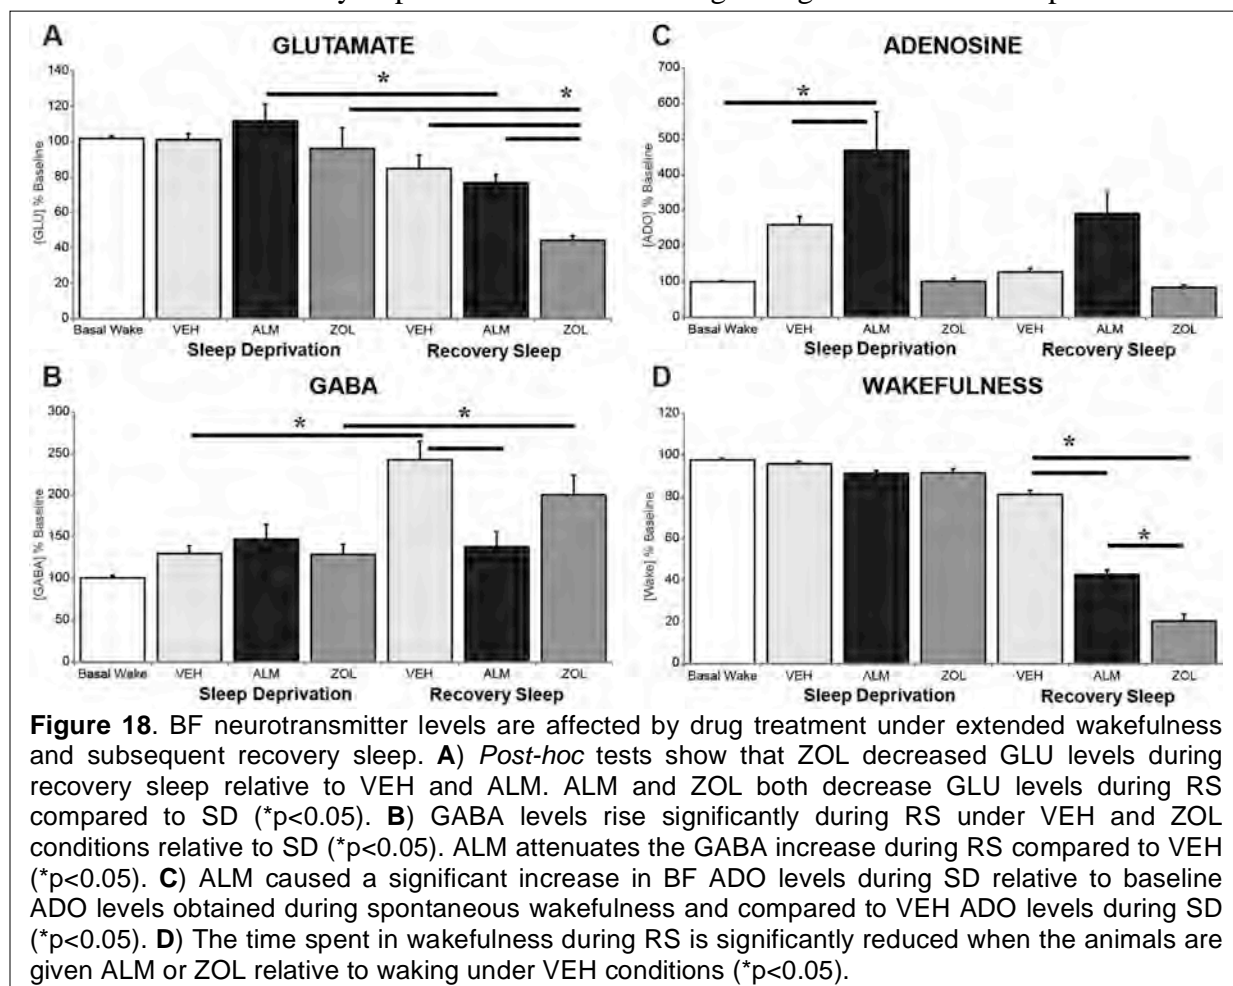 A
GLUTAMATE
[GLU] % Baseline
140
120
100
80
60
40
20
0
*
*
Basal Wake VEH ALM ZOL VEH ALM ZOL
Sleep Deprivation Recovery Sleep
C
ADENOSINE
[ADO] % Baseline
700
600
500
400
300
200
100
0
*
Basal Wake VEH ALM ZOL VEH ALM ZOL
Sleep Deprivation Recovery Sleep
B
GABA
[GABA] % Baseline
300
250
200
150
100
50
0
*
*
Basal Wake VEH ALM ZOL VEH ALM ZOL
Sleep Deprivation Recovery Sleep
D
WAKEFULNESS
[Wake] % Baseline
120
100
80
60
40
20
0
*
*
Basal Wake VEH ALM ZOL VEH ALM ZOL
Sleep Deprivation Recovery Sleep
Figure 18. BF neurotransmitter levels are affected by drug treatment under extended wakefulness
and subsequent recovery sleep. A) Post-hoc tests show that ZOL decreased GLU levels during
recovery sleep relative to VEH and ALM. ALM and ZOL both decrease GLU levels during RS
compared to SD (*p<0.05). B) GABA levels rise significantly during RS under VEH and ZOL
conditions relative to SD (*p<0.05). ALM attenuates the GABA increase during RS compared to VEH
(*p<0.05). C) ALM caused a significant increase in BF ADO levels during SD relative to baseline
ADO levels obtained during spontaneous wakefulness and compared to VEH ADO levels during SD
(*p<0.05). D) The time spent in wakefulness during RS is significantly reduced when the animals are
given ALM or ZOL relative to waking under VEH conditions (*p<0.05).